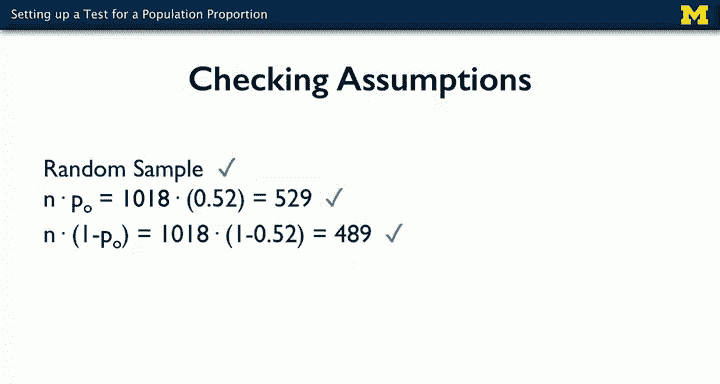 Setting up a Test for a Population Proportion
M
Checking Assumptions
Random Sample ✓
n · pₒ = 1018 · (0.52) = 529 ✓
n · (1-pₒ) = 1018 · (1-0.52) = 489 ✓